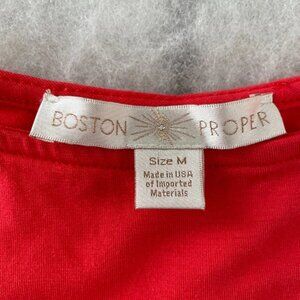 BOSTON PROPER
Size M
Made in USA
of Imported
Materials